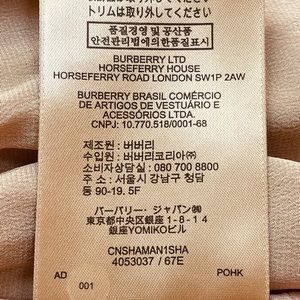 トリムは取り外してください。
품질경영 및 공산품
안전관리법에의한품질표시
BURBERRY LTD
HORSEFERRY HOUSE
HORSEFERRY ROAD LONDON SW1P 2AW
BURBERRY BRASIL COMÉRCIO
DE ARTIGOS DE VESTUÁRIO E
ACESSÓRIOS LTDA.
CNPJ: 10.770.518/0001-68
제조원 : 버버리
수입원 : 버버리코리아㈜
소비자상담실 : 080 700 8800
주소 : 서울시 강남구 청담
동 90-19. 5F
バーバリー・ジャパン㈱
東京都中央区銀座 1-8-14
銀座YOMIKOビル
CNSHAMAN1SHA
4053037 / 67E
AD
POHK
001